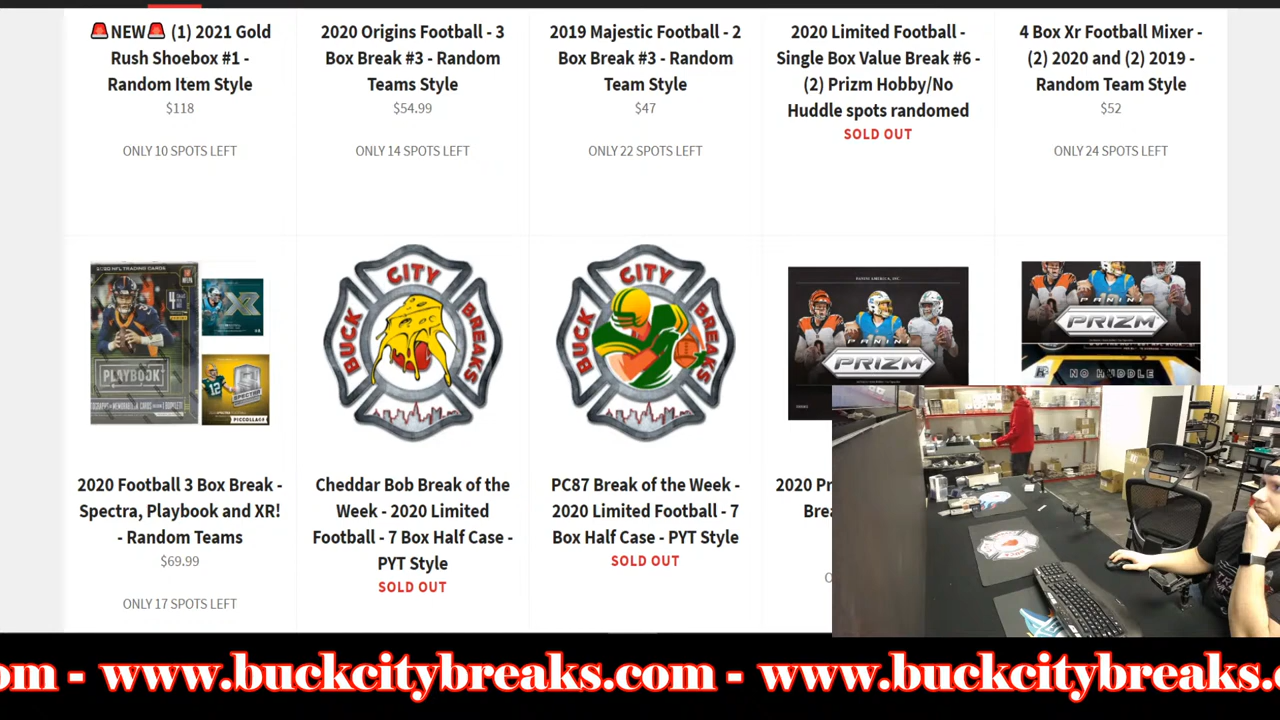 🚨NEW🚨 (1) 2021 Gold
Rush Shoebox #1 -
Random Item Style
$118
ONLY 10 SPOTS LEFT
2020 Origins Football - 3
Box Break #3 - Random
Teams Style
$54.99
ONLY 14 SPOTS LEFT
2019 Majestic Football - 2
Box Break #3 - Random
Team Style
$47
ONLY 22 SPOTS LEFT
2020 Limited Football -
Single Box Value Break #6 -
(2) Prizm Hobby/No
Huddle spots randomed
SOLD OUT
4 Box Xr Football Mixer -
(2) 2020 and (2) 2019 -
Random Team Style
$52
ONLY 24 SPOTS LEFT
2020 NFL TRADING CARDS
PLAYBOOK
XR
SPECTRA
PICCOLLAGE
CITY
BUCK
BREAKS
CITY
BUCK
BREAKS
PRIZM
PANINI
PRIZM
NO HUDDLE
2020 Football 3 Box Break -
Spectra, Playbook and XR!
- Random Teams
$69.99
ONLY 17 SPOTS LEFT
Cheddar Bob Break of the
Week - 2020 Limited
Football - 7 Box Half Case -
PYT Style
SOLD OUT
PC87 Break of the Week -
2020 Limited Football - 7
Box Half Case - PYT Style
SOLD OUT
2020 Pr
Brea
om - www.buckcitybreaks.com - www.buckcitybreaks.c